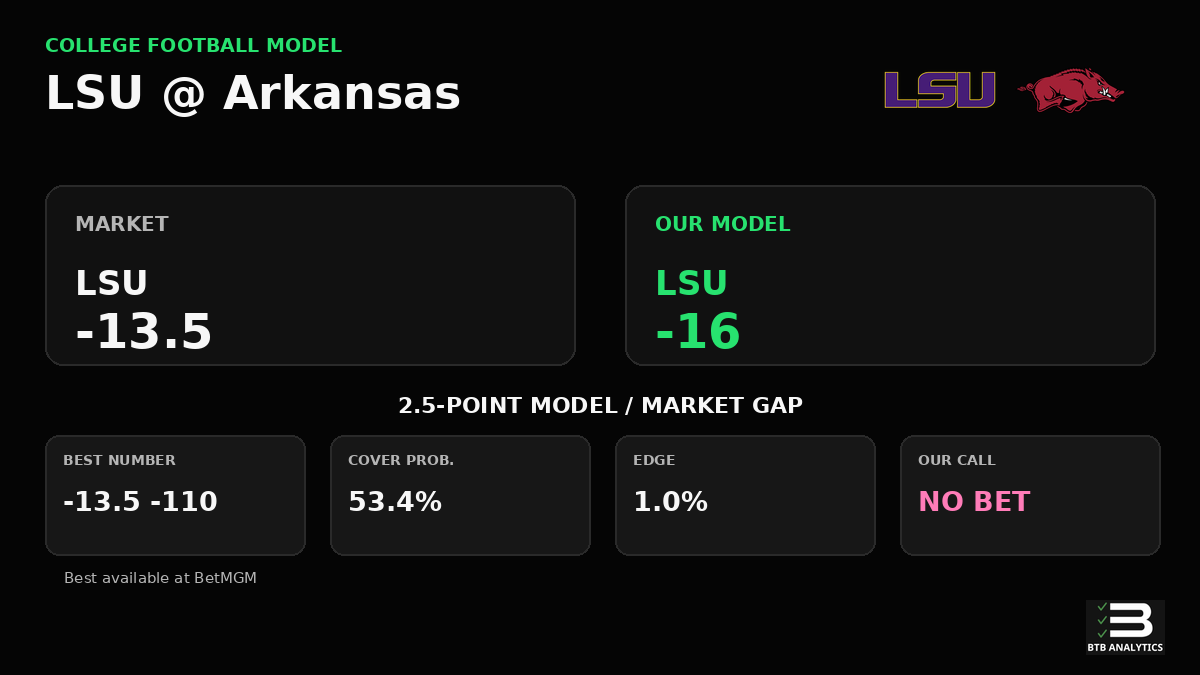 COLLEGE FOOTBALL MODEL
LSU @ Arkansas
LSU
MARKET
LSU
-13.5
OUR MODEL
LSU
-16
2.5-POINT MODEL / MARKET GAP
BEST NUMBER
-13.5 -110
COVER PROB.
53.4%
EDGE
1.0%
OUR CALL
NO BET
Best available at BetMGM
B
BTB ANALYTICS